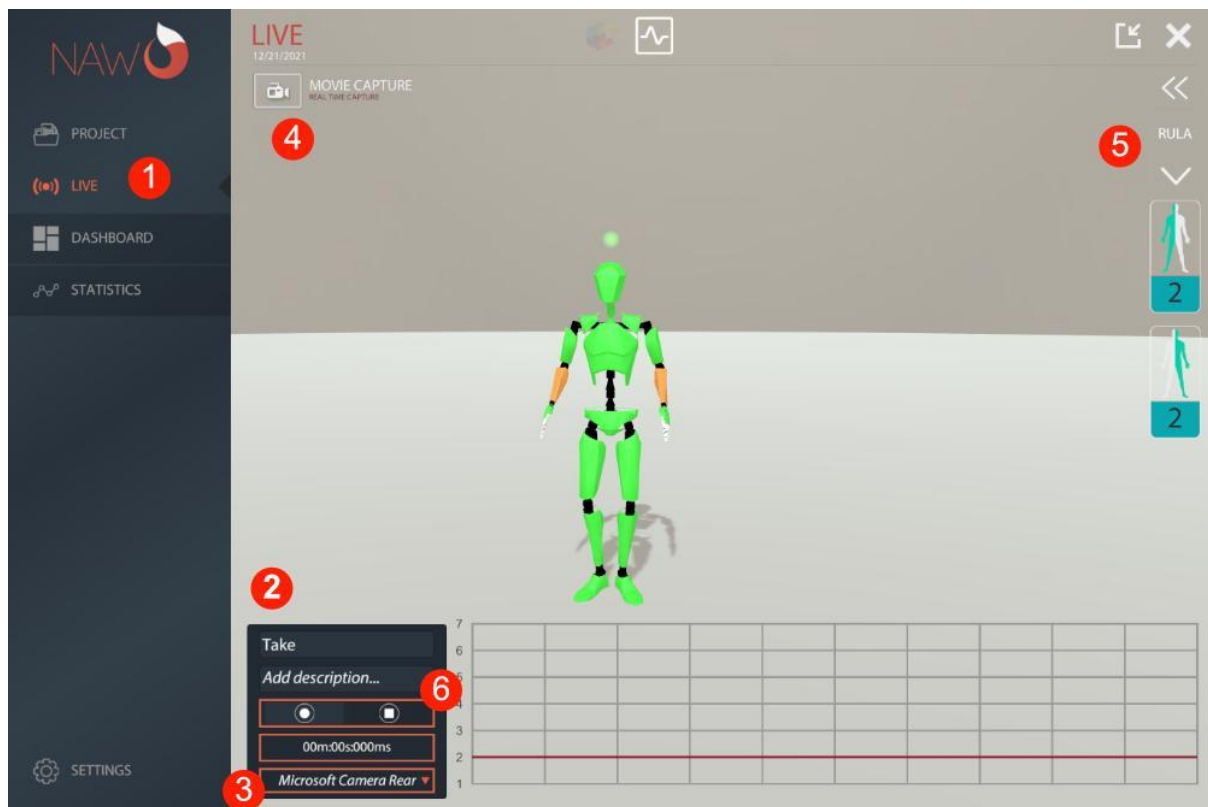 NAWO
LIVE
12/21/2021
MOVIE CAPTURE
REAL TIME CAPTURE
4
PROJECT
LIVE
1
DASHBOARD
STATISTICS
SETTINGS
5
RULA
2
2
2
Take
Add description...
6
00m:00s:000ms
3
Microsoft Camera Rear
7
6
5
4
3
2
1